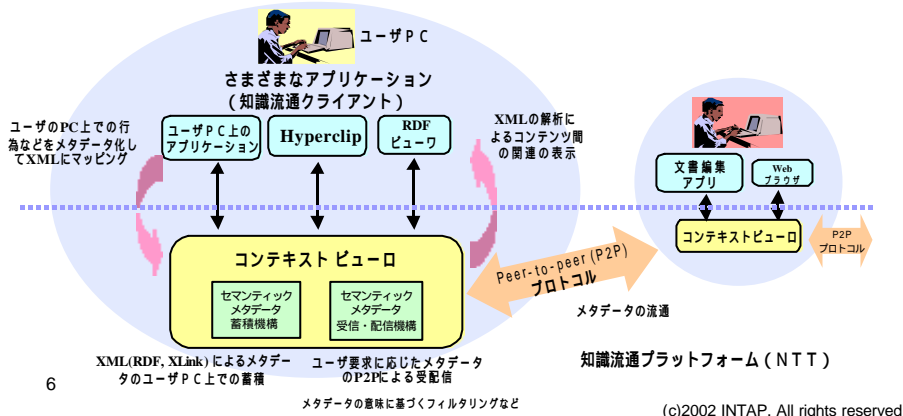 ユーザPC
さまざまなアプリケーション
（知識流通クライアント）
ユーザのPC上での行
為などをメタデータ化し
てXMLにマッピング
ユーザPC上の
アプリケーション
Hyperclip
RDF
ビューワ
XMLの解析に
よるコンテンツ間
の関連の表示
文書編集
アプリ
Web
ブラウザ
コンテキストビューロ
P2P
プロトコル
コンテキスト ビューロ
セマンティック
メタデータ
蓄積機構
セマンティック
メタデータ
受信・配信機構
Peer-to-peer (P2P)
プロトコル
メタデータの流通
XML(RDF, XLink) によるメタデー
タのユーザPC上での蓄積
ユーザ要求に応じたメタデータ
のP2Pによる受配信
知識流通プラットフォーム（NTT）
6
メタデータの意味に基づくフィルタリングなど
(c)2002 INTAP. All rights reserved